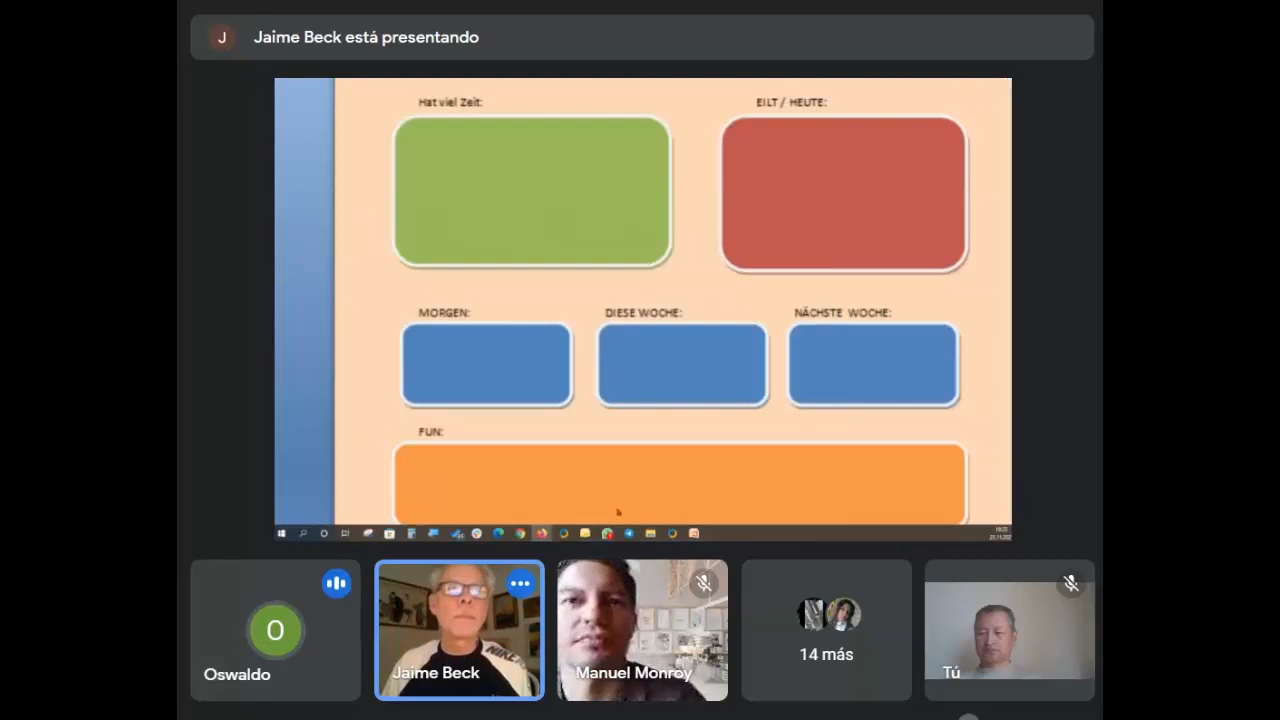 J
Jaime Beck está presentando
Hat viel Zeit:
EILT / HEUTE:
MORGEN:
DIESE WOCHE:
NÄCHSTE WOCHE:
FUN:
O
Oswaldo
Jaime Beck
NIKE
Manuel Monroy
14 más
Tú